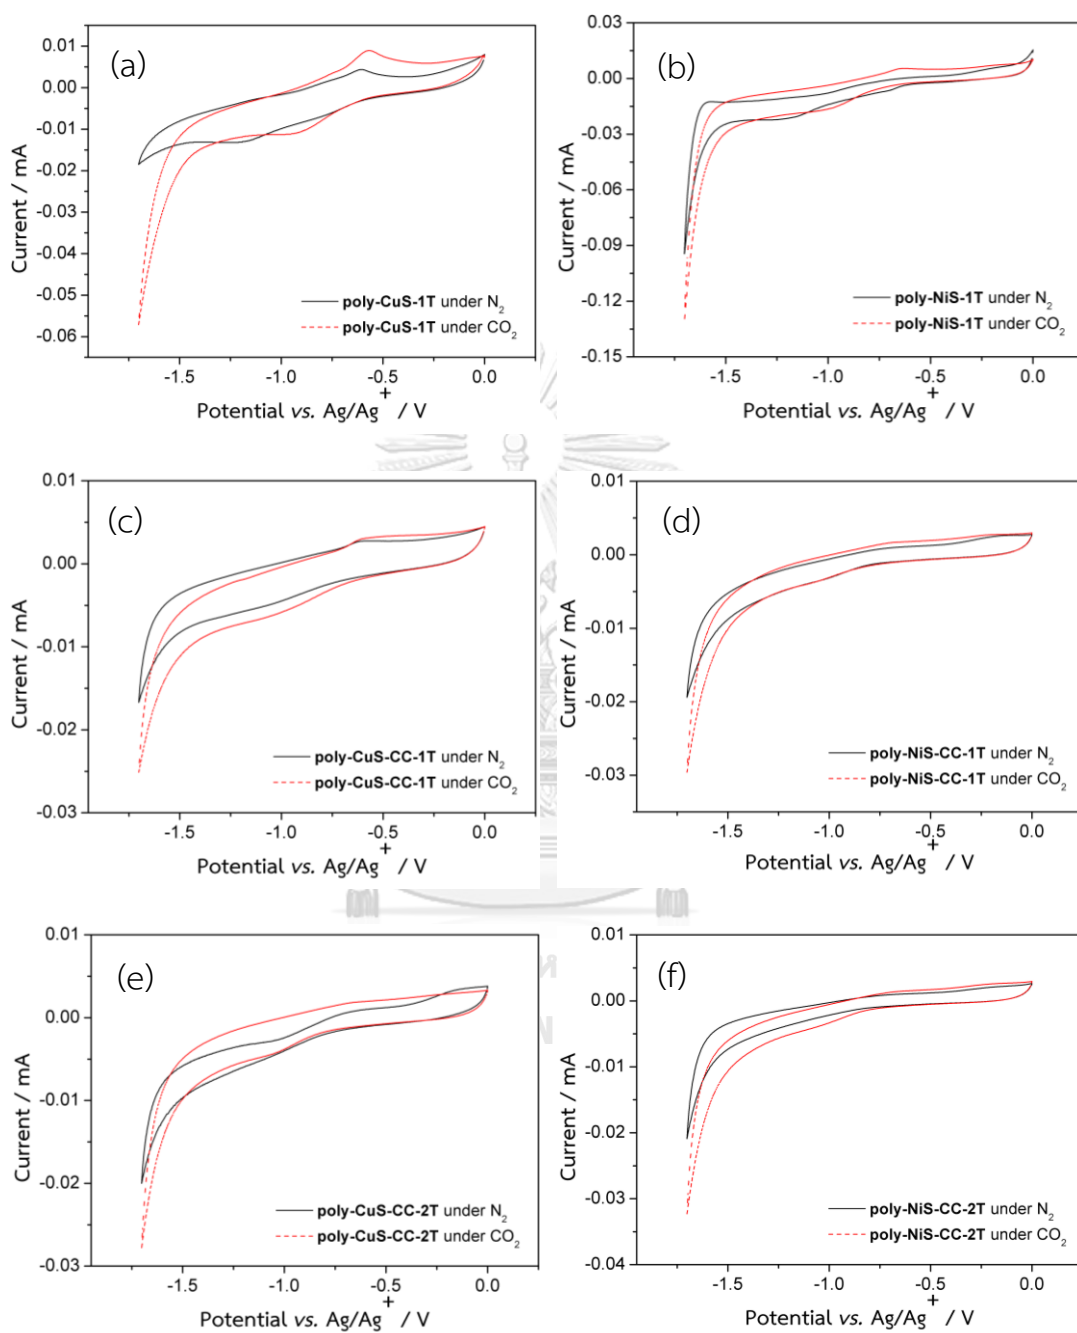 (a)
0.01
0.00
-0.01
-0.02
-0.03
-0.04
-0.05
-0.06
Current / mA
poly-CuS-1T under N2
poly-CuS-1T under CO2
-1.5 -1.0 -0.5 0.0
Potential vs. Ag/Ag+ / V
(b)
0.03
0.00
-0.03
-0.06
-0.09
-0.12
-0.15
Current / mA
poly-NiS-1T under N2
poly-NiS-1T under CO2
-1.5 -1.0 -0.5 0.0
Potential vs. Ag/Ag+ / V
(c)
0.01
0.00
-0.01
-0.02
-0.03
Current / mA
poly-CuS-CC-1T under N2
poly-CuS-CC-1T under CO2
-1.5 -1.0 -0.5 0.0
Potential vs. Ag/Ag+ / V
(d)
0.01
0.00
-0.01
-0.02
-0.03
Current / mA
poly-NiS-CC-1T under N2
poly-NiS-CC-1T under CO2
-1.5 -1.0 -0.5 0.0
Potential vs. Ag/Ag+ / V
(e)
0.01
0.00
-0.01
-0.02
-0.03
Current / mA
poly-CuS-CC-2T under N2
poly-CuS-CC-2T under CO2
-1.5 -1.0 -0.5 0.0
Potential vs. Ag/Ag+ / V
(f)
0.01
0.00
-0.01
-0.02
-0.03
-0.04
Current / mA
poly-NiS-CC-2T under N2
poly-NiS-CC-2T under CO2
-1.5 -1.0 -0.5 0.0
Potential vs. Ag/Ag+ / V